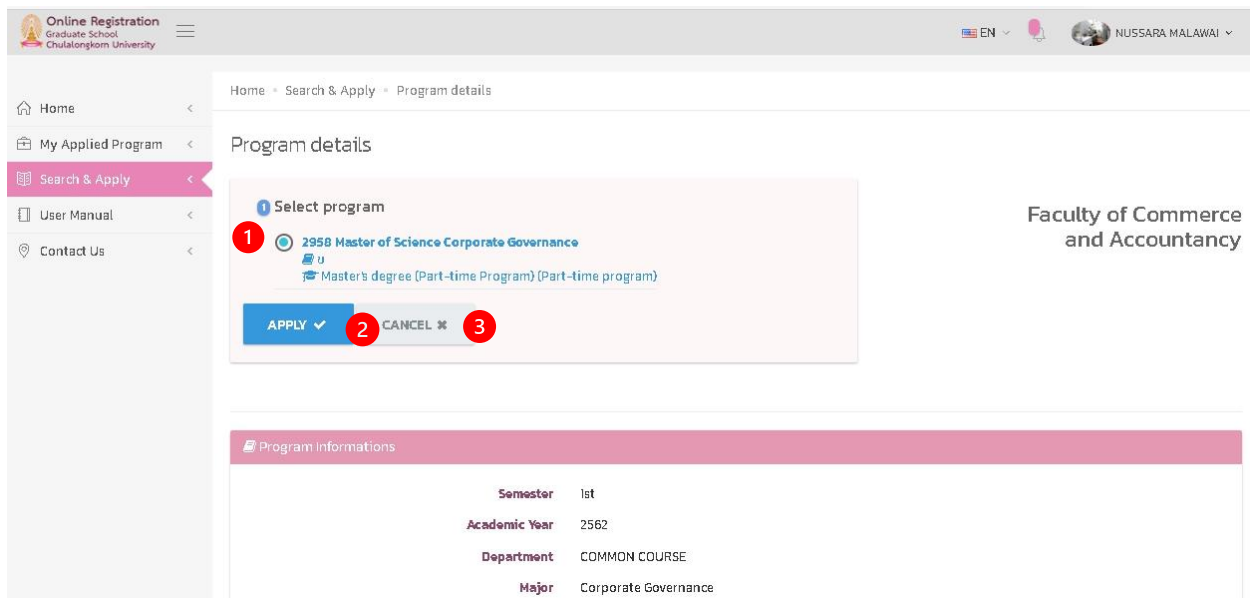 Online Registration
Graduate School
Chulalongkorn University
EN
NUSSARA MALAWAI
Home
My Applied Program
Search & Apply
User Manual
Contact Us
Home Search & Apply Program details
Program details
1 Select program
1
2958 Master of Science Corporate Governance
ข
Master's degree (Part-time Program) (Part-time program)
APPLY
2
CANCEL
3
Faculty of Commerce
and Accountancy
Program Informations
Semester 1st
Academic Year 2562
Department COMMON COURSE
Major Corporate Governance